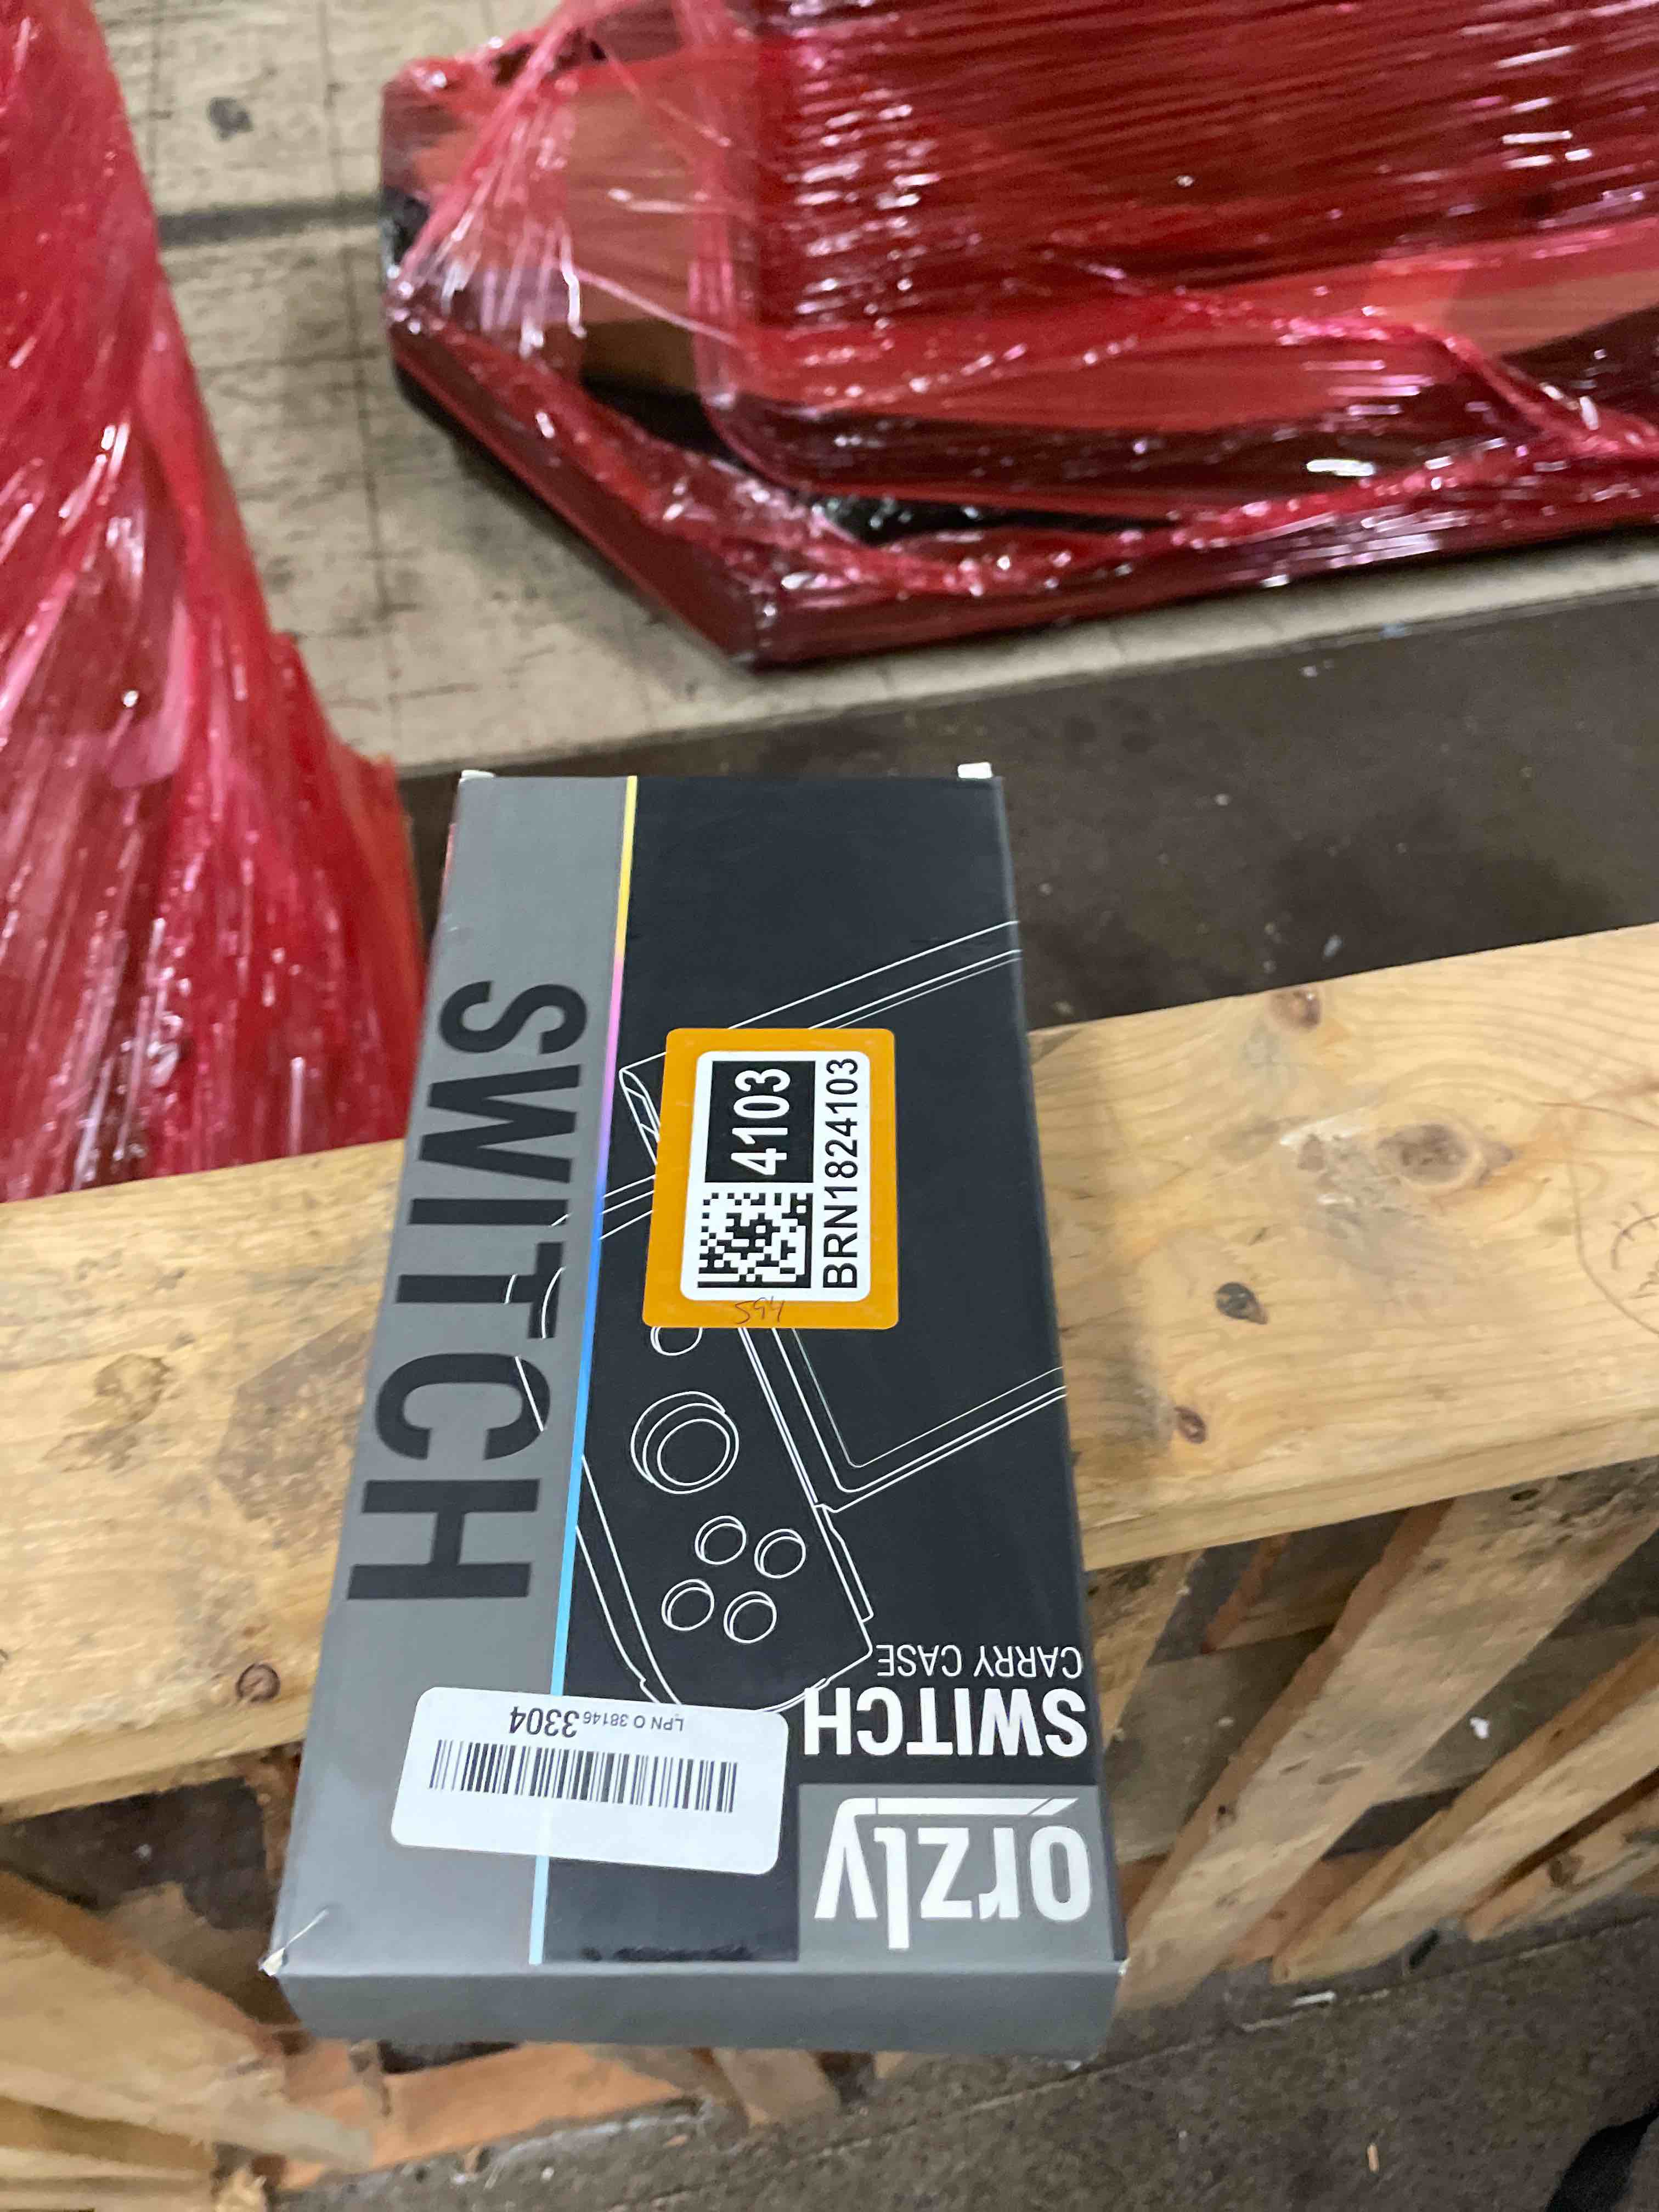 SWITCH
4103
BRN1824103
594
orzly
SWITCH
CARRY CASE
LPN O 38146 3304